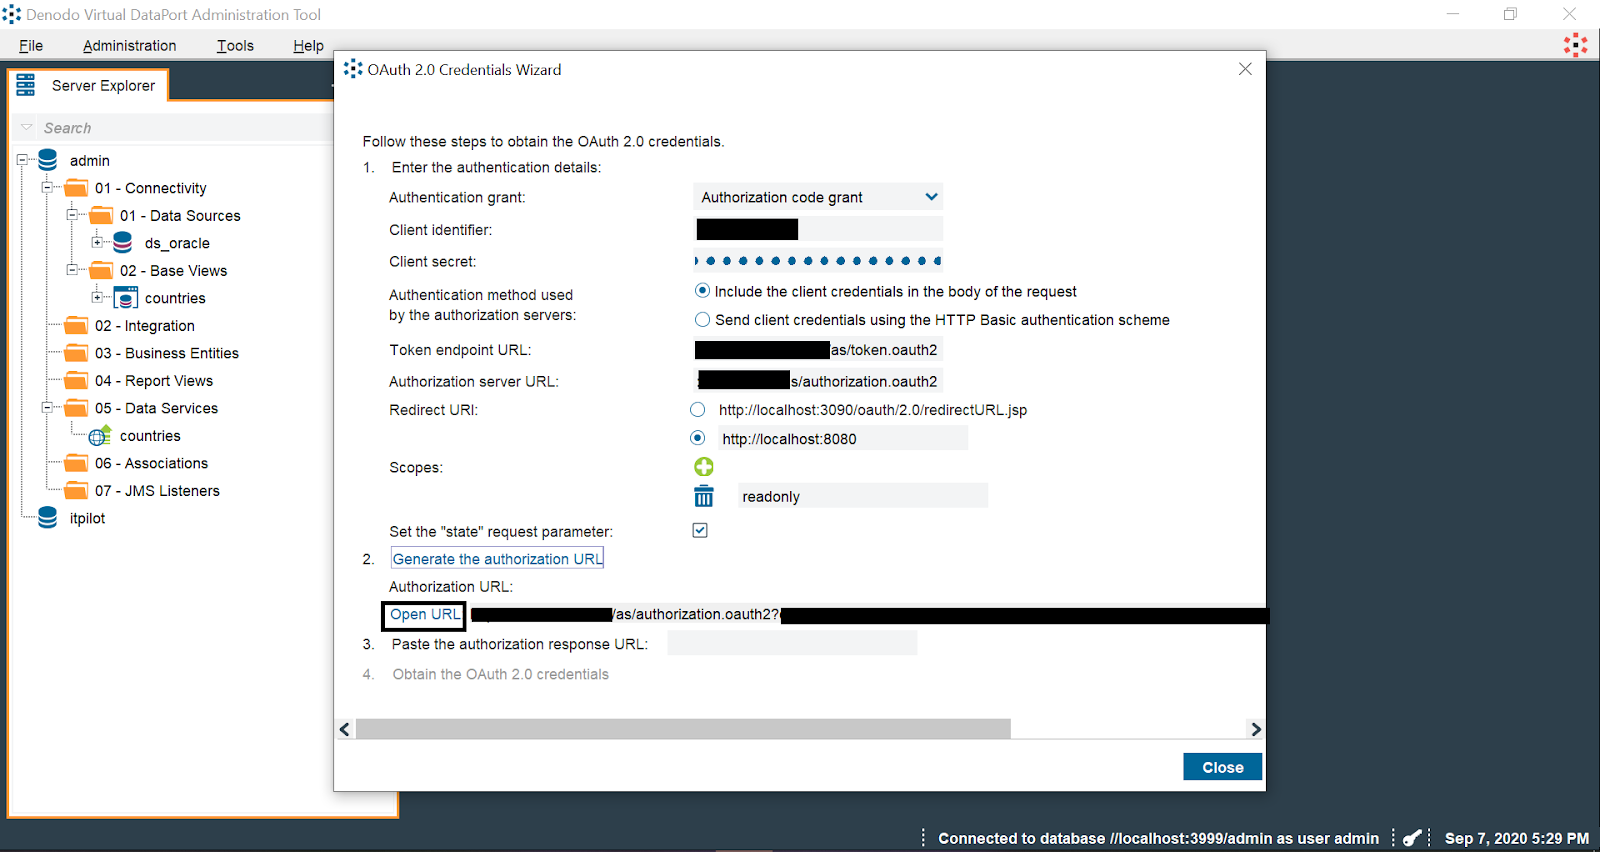 Denodo Virtual DataPort Administration Tool
File Administration Tools Help
Server Explorer
Search
admin
01 - Connectivity
01 - Data Sources
ds_oracle
02 - Base Views
countries
02 - Integration
03 - Business Entities
04 - Report Views
05 - Data Services
countries
06 - Associations
07 - JMS Listeners
itpilot
OAuth 2.0 Credentials Wizard
Follow these steps to obtain the OAuth 2.0 credentials.
1. Enter the authentication details:
Authentication grant: Authorization code grant
Client identifier:
Client secret:
Authentication method used
by the authorization servers:
Include the client credentials in the body of the request
Send client credentials using the HTTP Basic authentication scheme
Token endpoint URL: /as/token.oauth2
Authorization server URL: s/authorization.oauth2
Redirect URI: http://localhost:3090/oauth/2.0/redirectURL.jsp
http://localhost:8080
Scopes:
readonly
Set the "state" request parameter:
2. Generate the authorization URL
Authorization URL:
Open URL /as/authorization.oauth2?
3. Paste the authorization response URL:
4. Obtain the OAuth 2.0 credentials
Close
Connected to database //localhost:3999/admin as user admin Sep 7, 2020 5:29 PM